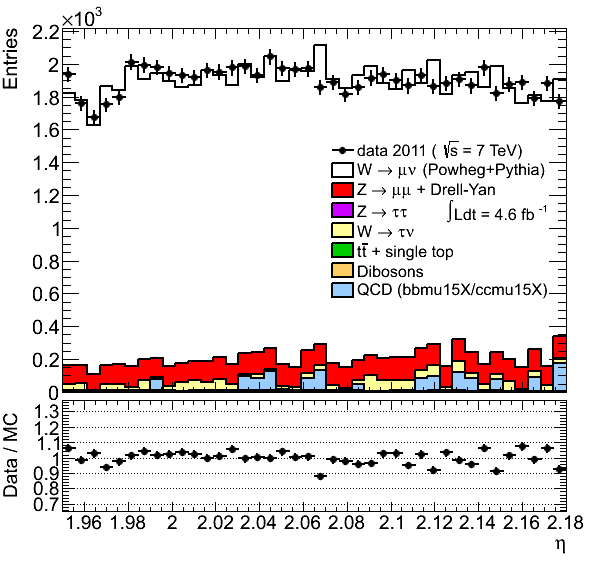 ×10³
Entries
2.2
2
1.8
1.6
1.4
1.2
1
0.8
0.6
0.4
0.2
0
data 2011 ( √s = 7 TeV)
W → μν (Powheg+Pythia)
Z → μμ + Drell-Yan
Z → ττ ∫Ldt = 4.6 fb⁻¹
W → τν
tt̄ + single top
Dibosons
QCD (bbmu15X/ccmu15X)
Data / MC
1.3
1.2
1.1
1
0.9
0.8
0.7
1.96 1.98 2 2.02 2.04 2.06 2.08 2.1 2.12 2.14 2.16 2.18
η